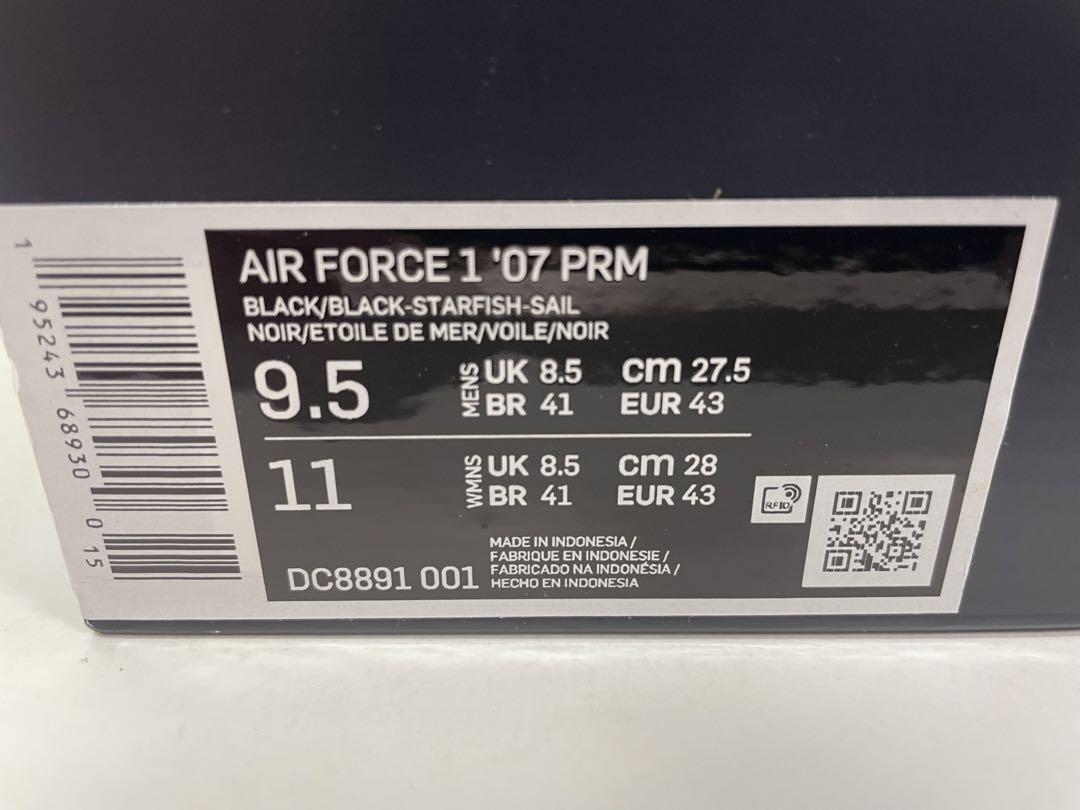 AIR FORCE 1 '07 PRM
BLACK/BLACK-STARFISH-SAIL
NOIR/ETOILE DE MER/VOILE/NOIR
9.5 MENS UK 8.5 cm 27.5
BR 41 EUR 43
11 WMNS UK 8.5 cm 28
BR 41 EUR 43
RFID
DC8891 001
MADE IN INDONESIA /
FABRIQUE EN INDONESIE /
FABRICADO NA INDONÉSIA /
HECHO EN INDONESIA
1 95243 68930 0 15